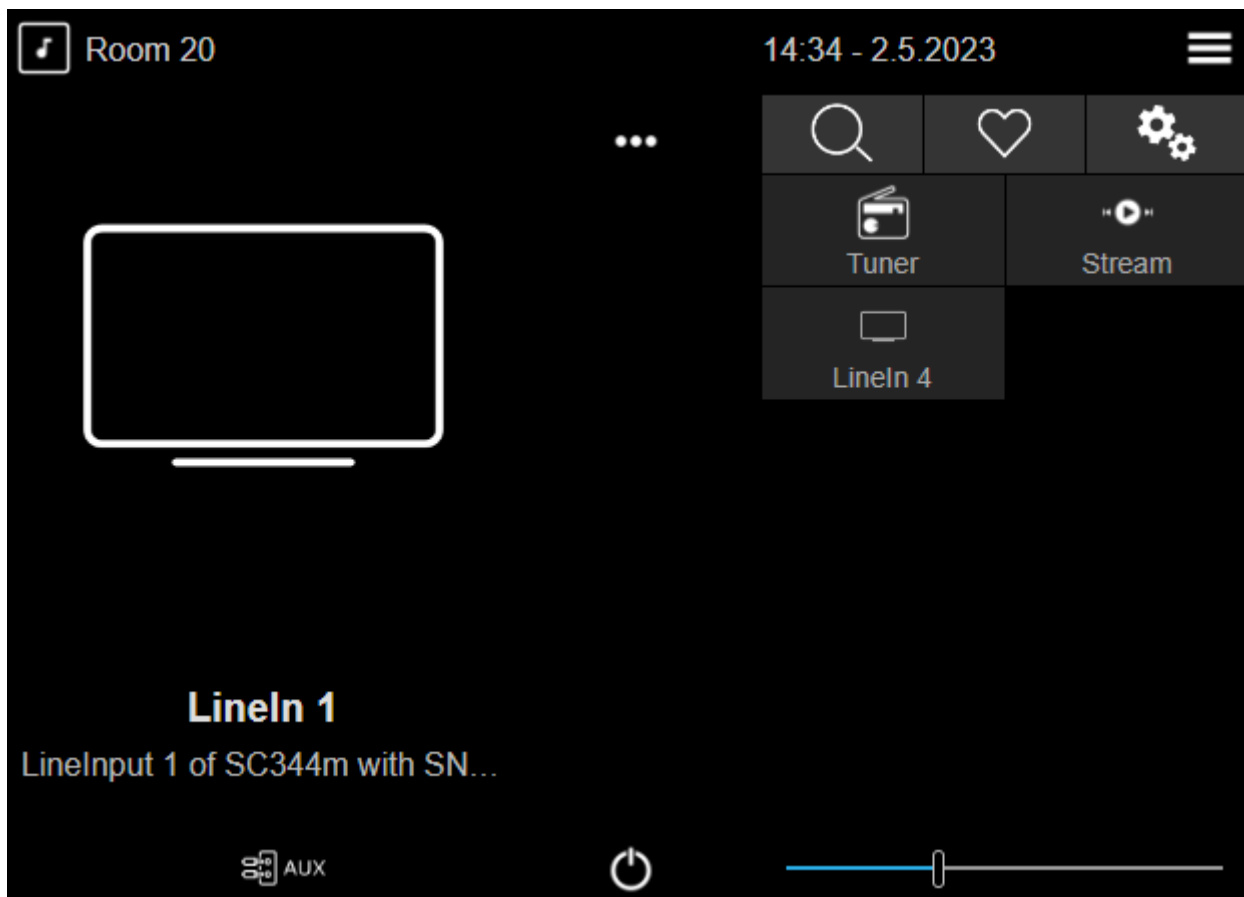 Room 20
14:34 - 2.5.2023
Tuner
Stream
LineIn 4
LineIn 1
LineInput 1 of SC344m with SN...
AUX